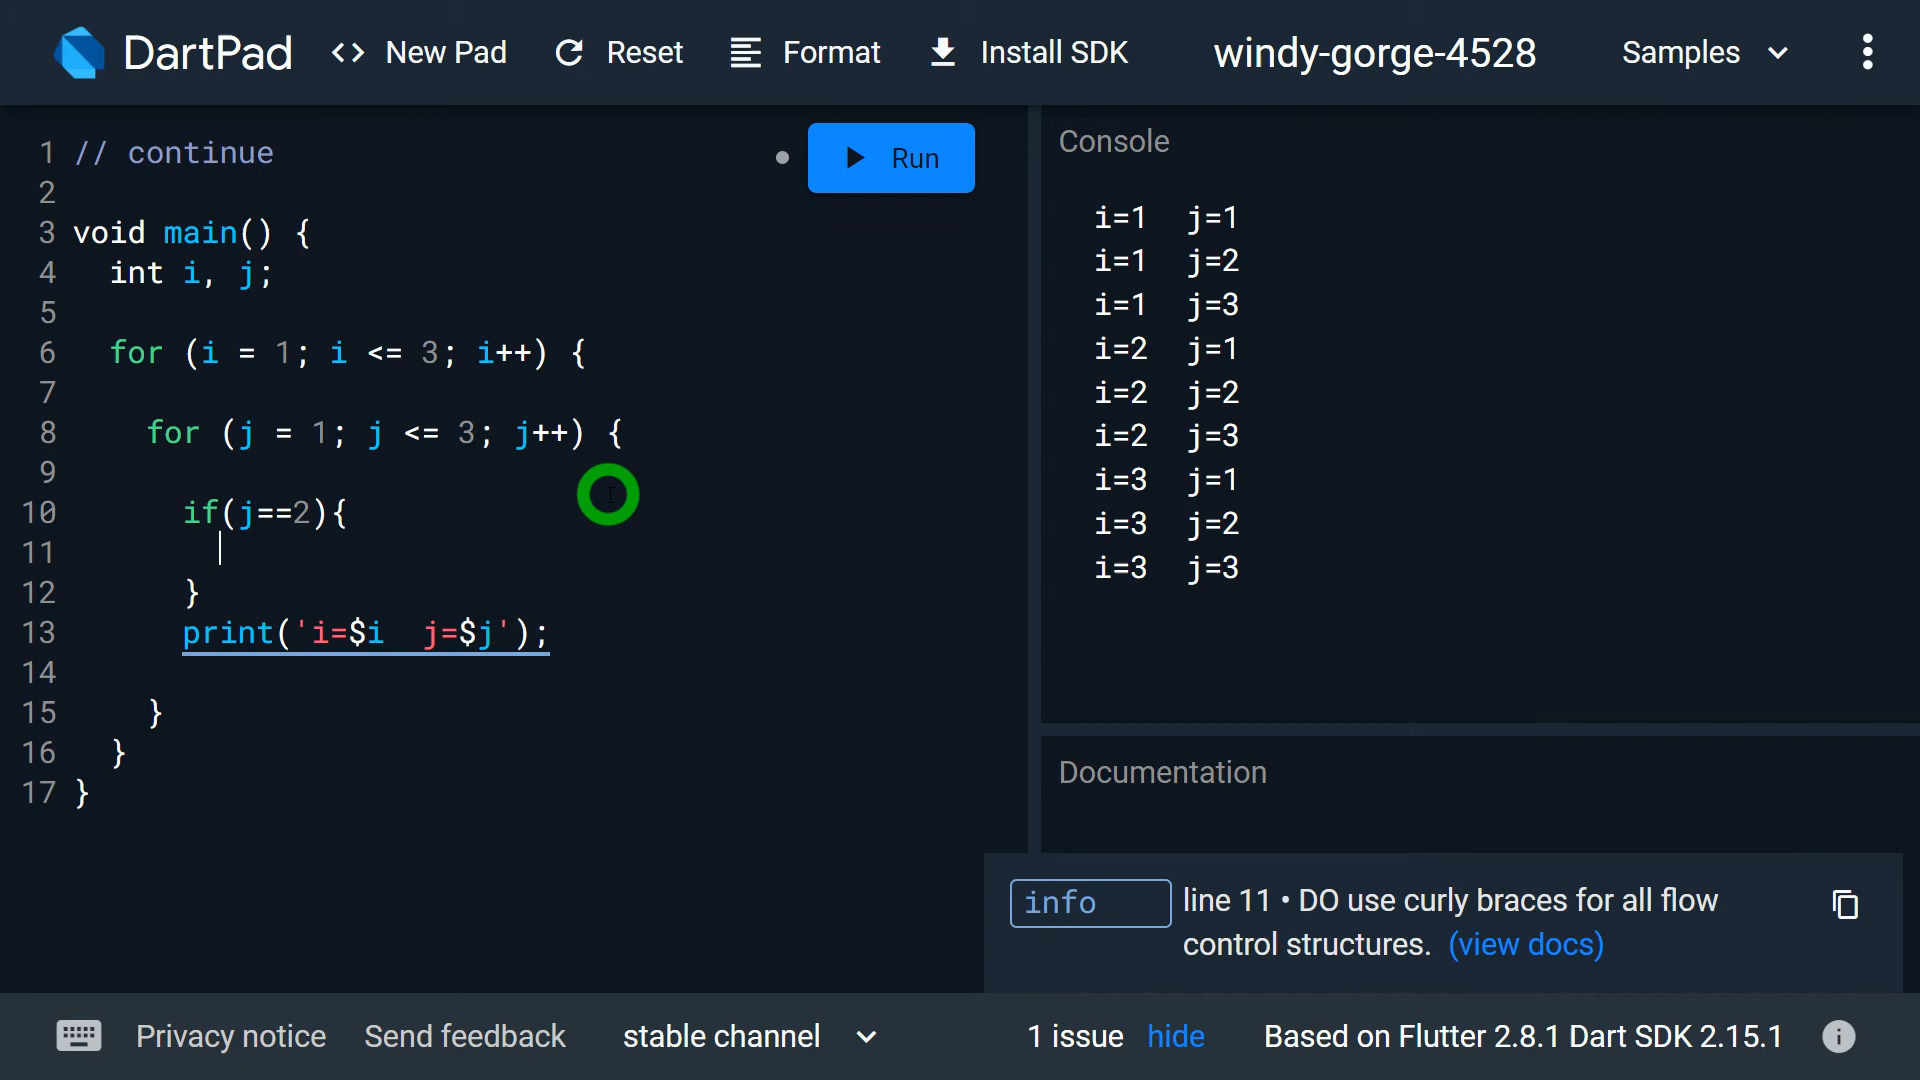 DartPad <> New Pad Reset Format Install SDK windy-gorge-4528 Samples
1 // continue
2
3 void main() {
4 int i, j;
5
6 for (i = 1; i <= 3; i++) {
7
8 for (j = 1; j <= 3; j++) {
9
10 if(j==2){
11
12 }
13 print('i=$i  j=$j');
14
15 }
16 }
17 }
Run
Console
i=1  j=1
i=1  j=2
i=1  j=3
i=2  j=1
i=2  j=2
i=2  j=3
i=3  j=1
i=3  j=2
i=3  j=3
Documentation
info line 11 • DO use curly braces for all flow
control structures. (view docs)
Privacy notice Send feedback stable channel 1 issue hide Based on Flutter 2.8.1 Dart SDK 2.15.1